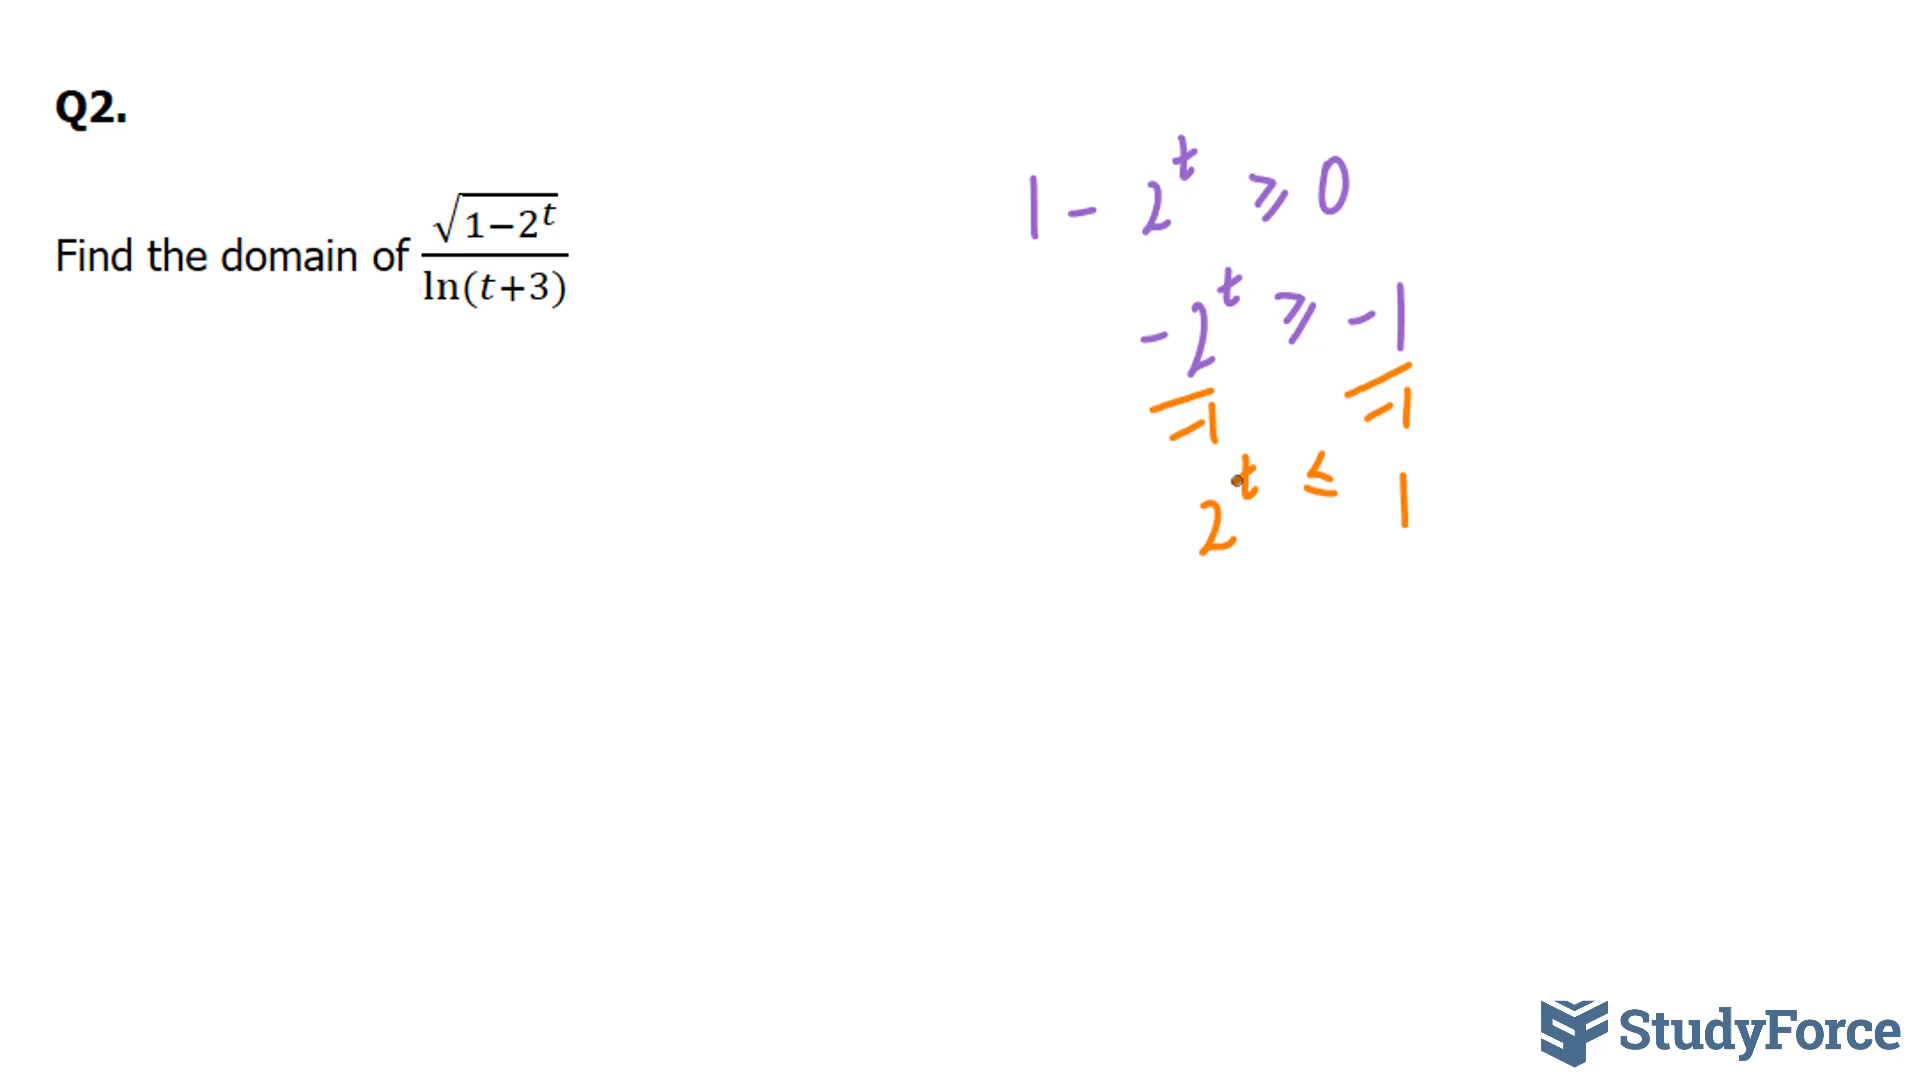 Q2.
Find the domain of √(1−2^t) / ln(t+3)
1 - 2^t ⩾ 0
-2^t ⩾ -1
-1 -1
2^t ≤ 1
StudyForce